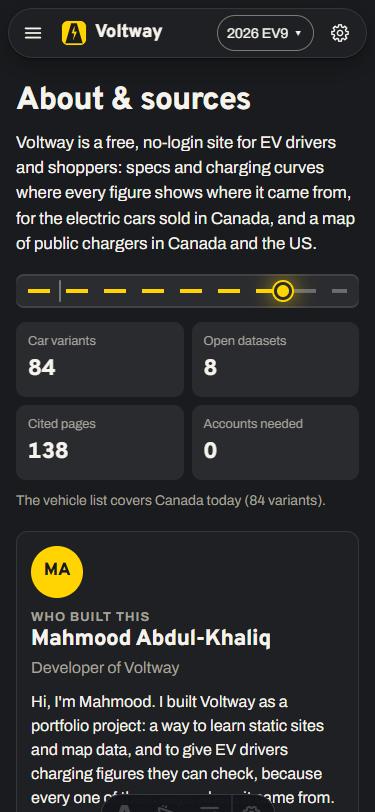 Voltway
2026 EV9
About & sources
Voltway is a free, no-login site for EV drivers
and shoppers: specs and charging curves
where every figure shows where it came from,
for the electric cars sold in Canada, and a map
of public chargers in Canada and the US.
Car variants
84
Open datasets
8
Cited pages
138
Accounts needed
0
The vehicle list covers Canada today (84 variants).
MA
WHO BUILT THIS
Mahmood Abdul-Khaliq
Developer of Voltway
Hi, I'm Mahmood. I built Voltway as a
portfolio project: a way to learn static sites
and map data, and to give EV drivers
charging figures they can check, because
every one of came from.